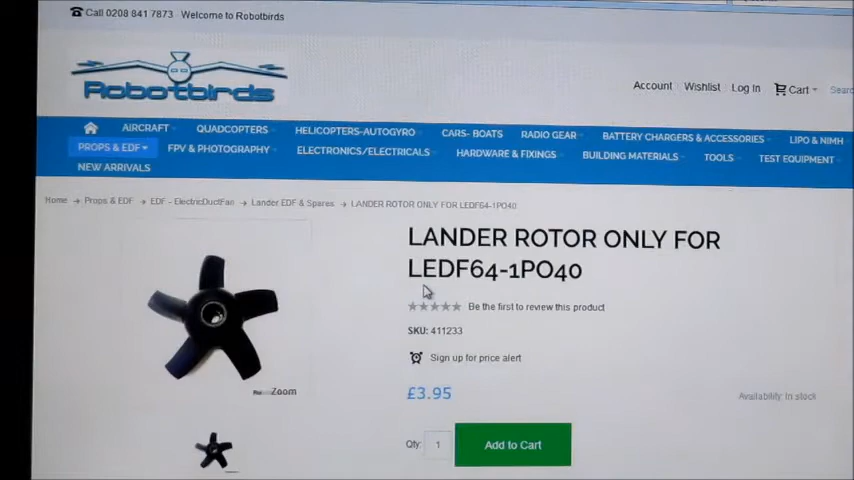 Call 0208 841 7873 Welcome to Robotbirds
Robotbirds
Account Wishlist Log In Cart
AIRCRAFT QUADCOPTERS HELICOPTERS-AUTOGYRO CARS- BOATS RADIO GEAR BATTERY CHARGERS & ACCESSORIES LIPO & NIMH
PROPS & EDF FPV & PHOTOGRAPHY ELECTRONICS/ELECTRICALS HARDWARE & FIXINGS BUILDING MATERIALS TOOLS TEST EQUIPMENT
NEW ARRIVALS
Home → Props & EDF → EDF - ElectricDuctFan → Lander EDF & Spares → LANDER ROTOR ONLY FOR LEDF64-1PO40
LANDER ROTOR ONLY FOR
LEDF64-1PO40
Be the first to review this product
SKU: 411233
Sign up for price alert
Zoom
£3.95
Availability: In stock
Qty: 1 Add to Cart